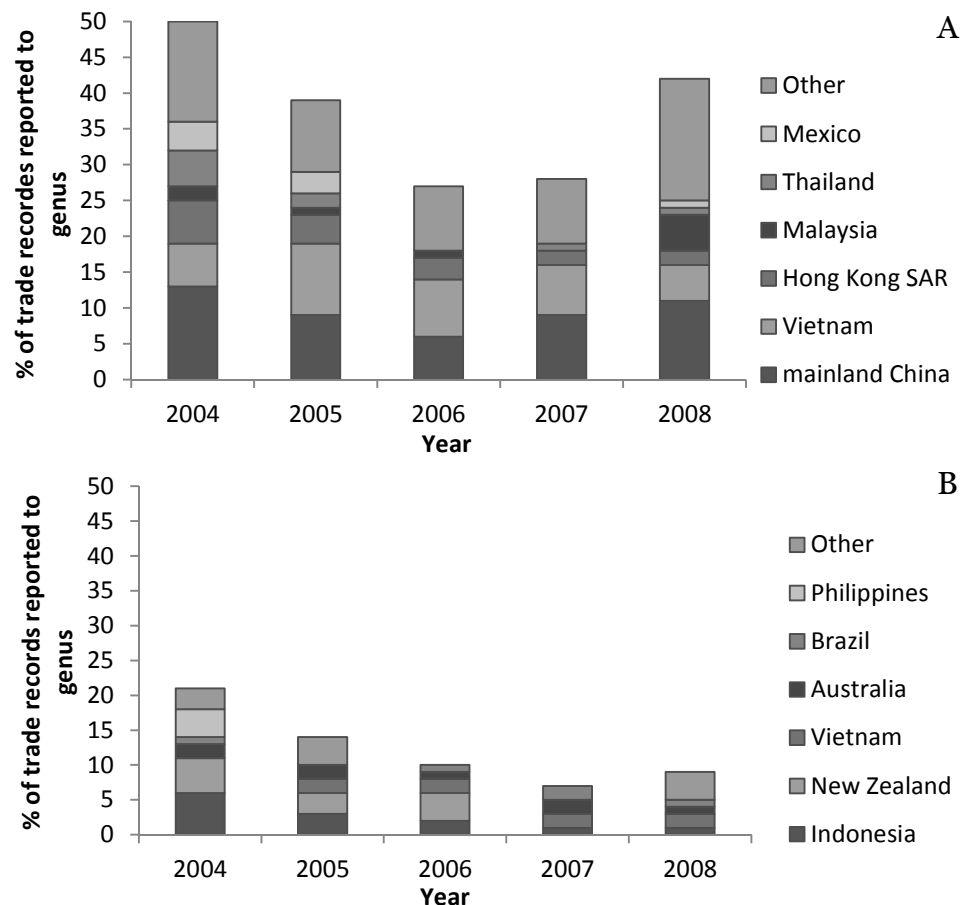 A
% of trade recordes reported to
genus
50
45
40
35
30
25
20
15
10
5
0
2004 2005 2006 2007 2008
Year
Other
Mexico
Thailand
Malaysia
Hong Kong SAR
Vietnam
mainland China
B
% of trade records reported to
genus
50
45
40
35
30
25
20
15
10
5
0
2004 2005 2006 2007 2008
Year
Other
Philippines
Brazil
Australia
Vietnam
New Zealand
Indonesia